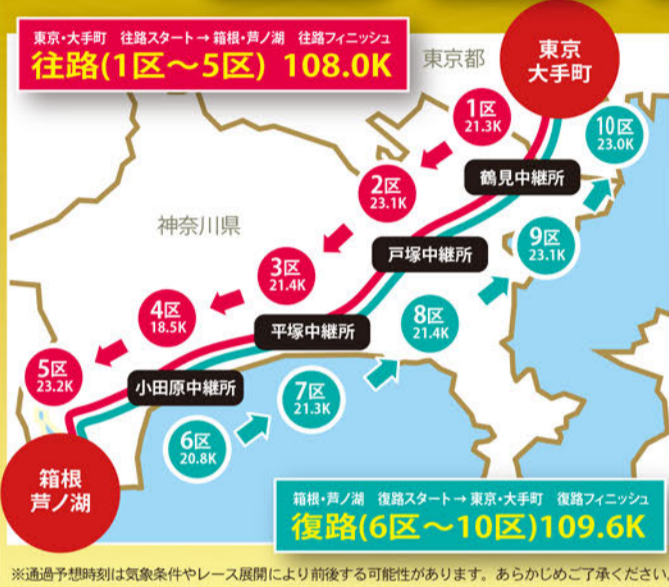 東京・大手町 往路スタート→箱根・芦ノ湖 往路フィニッシュ
往路(1区～5区) 108.0K
東京都
東京
大手町
1区
21.3K
10区
23.0K
鶴見中継所
2区
23.1K
神奈川県
戸塚中継所
9区
23.1K
3区
21.4K
4区
18.5K
8区
21.4K
平塚中継所
5区
23.2K
小田原中継所
7区
21.3K
6区
20.8K
箱根
芦ノ湖
箱根・芦ノ湖 復路スタート→東京・大手町 復路フィニッシュ
復路(6区～10区)109.6K
※通過予想時刻は気象条件やレース展開により前後する可能性があります。あらかじめご了承ください